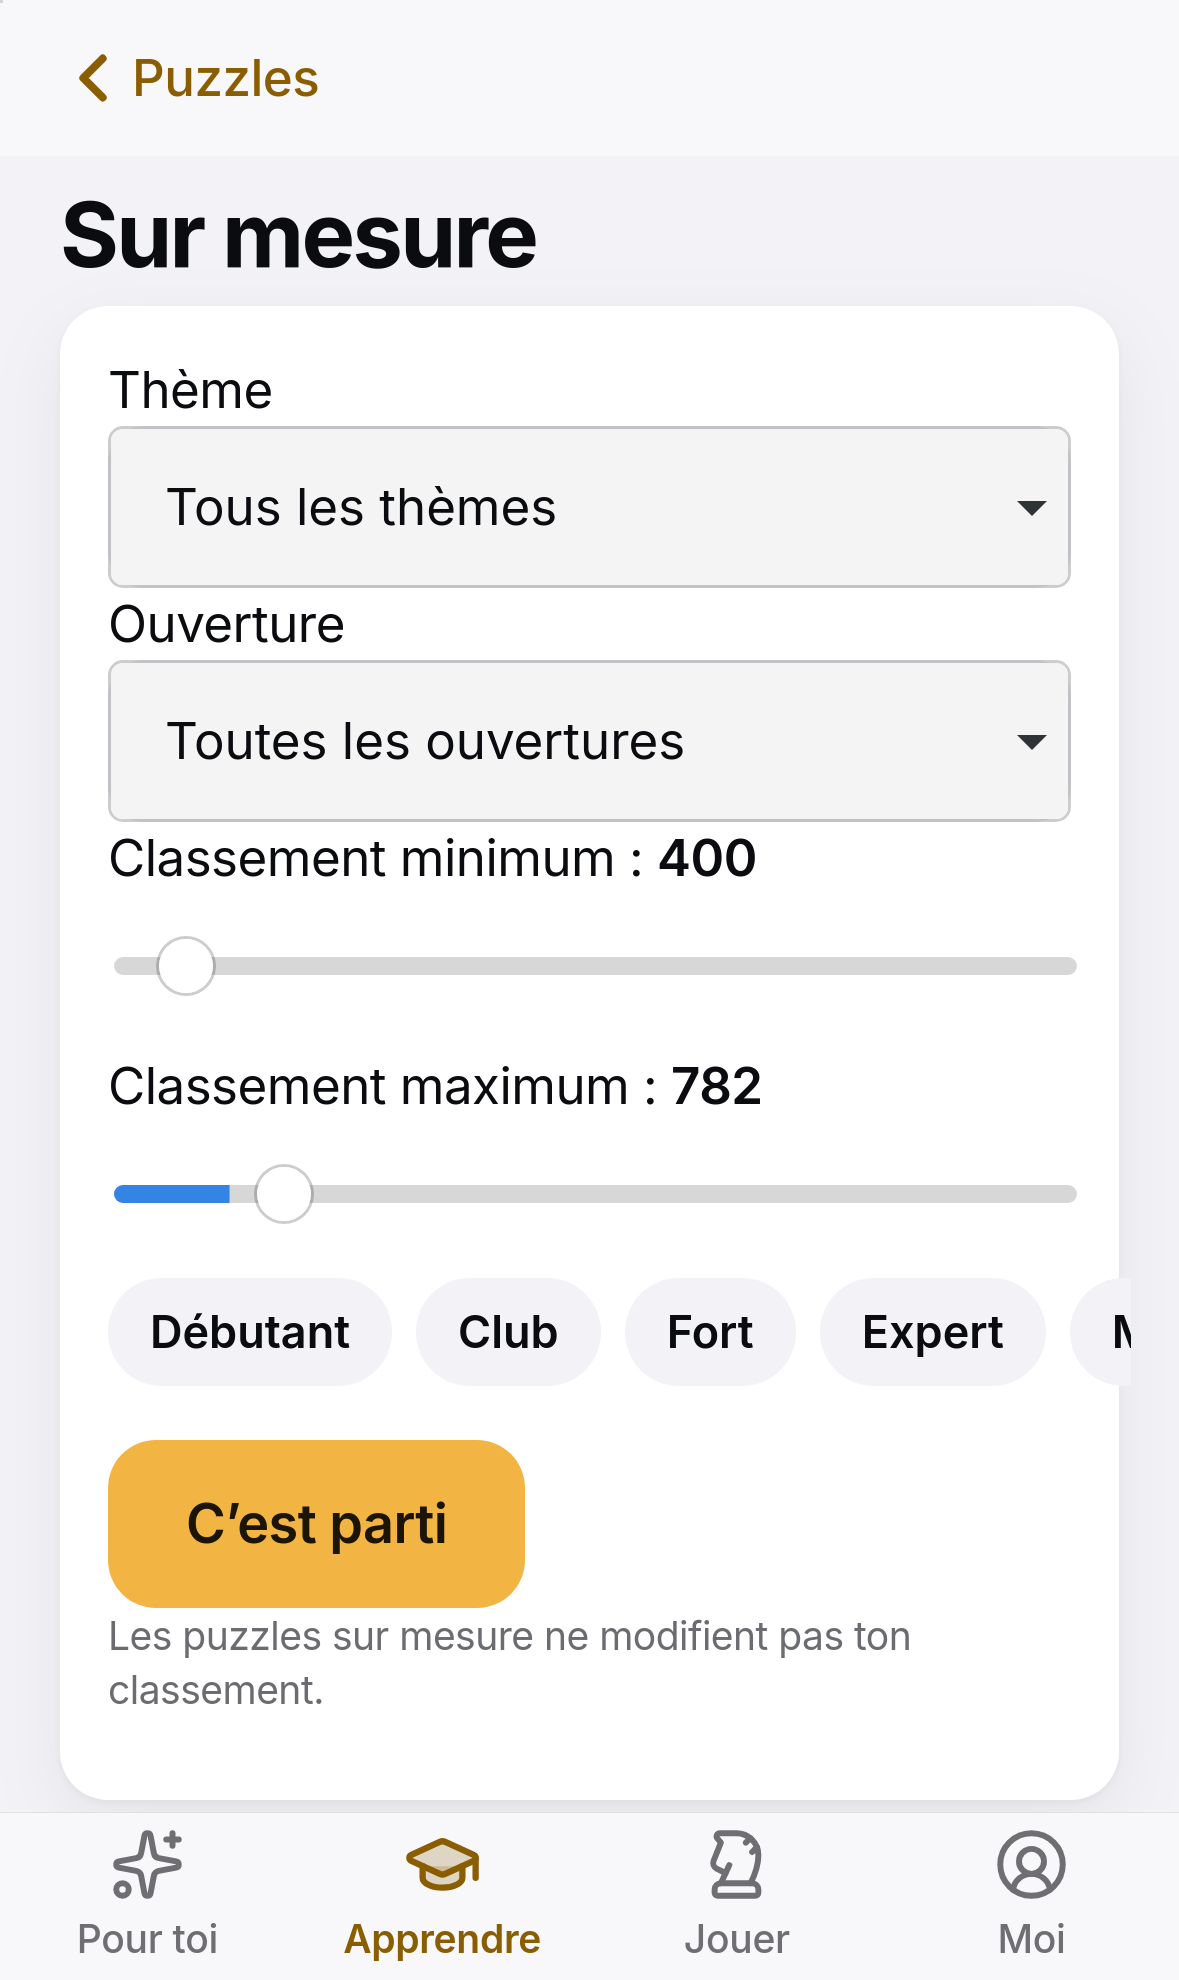 Puzzles
Sur mesure
Thème
Tous les thèmes
Ouverture
Toutes les ouvertures
Classement minimum : 400
Classement maximum : 782
Débutant Club Fort Expert
C’est parti
Les puzzles sur mesure ne modifient pas ton
classement.
Pour toi Apprendre Jouer Moi